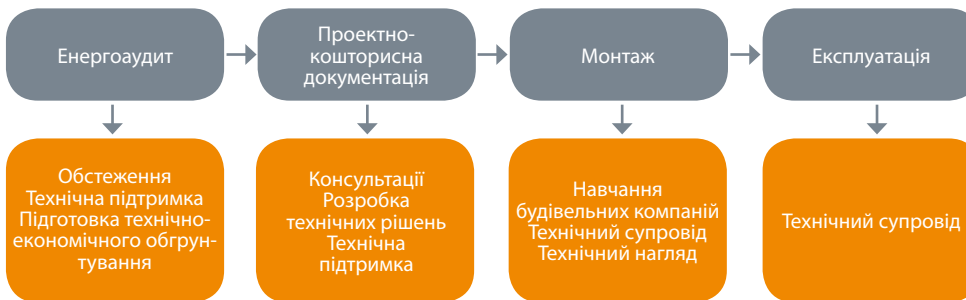 Енергоаудит
Проектно-
кошторисна
документація
Монтаж
Експлуатація
Обстеження
Технічна підтримка
Підготовка технічно-
економічного обгрун-
тування
Консультації
Розробка
технічних рішень
Технічна
підтримка
Навчання
будівельних компаній
Технічний супровід
Технічний нагляд
Технічний супровід